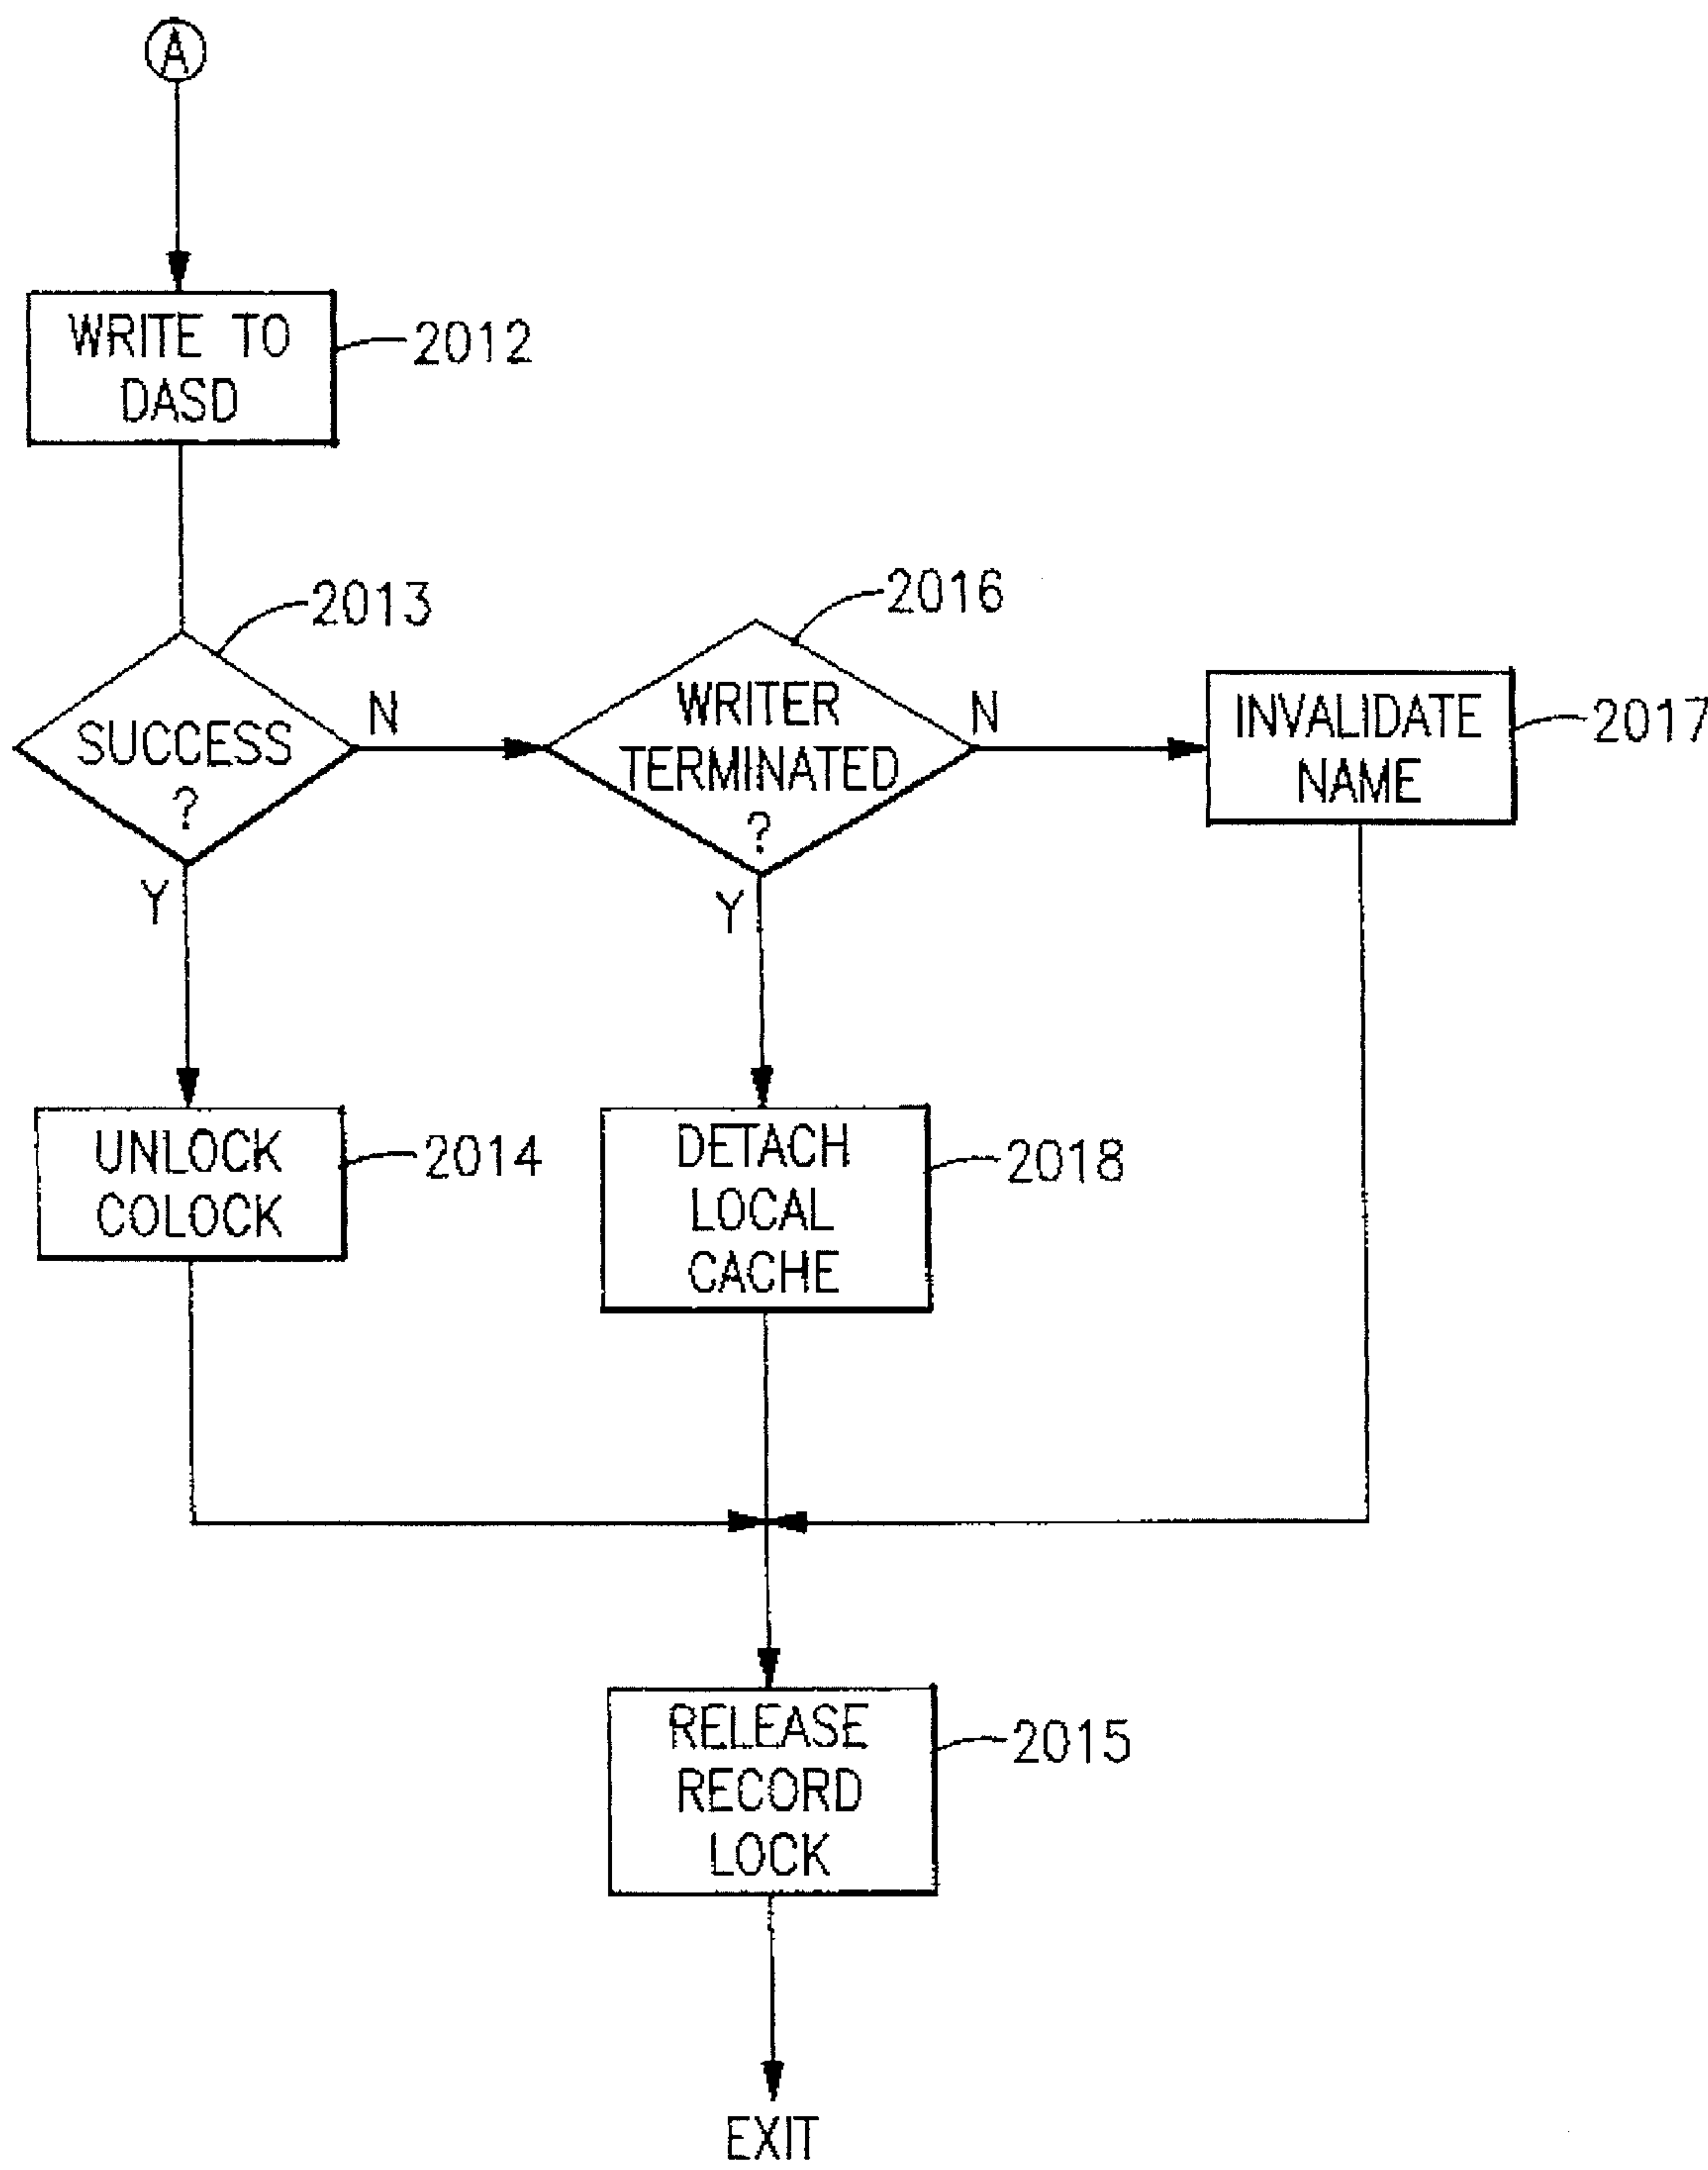 A
WRITE TO
DASD
2012
2013
SUCCESS
?
N
Y
2016
WRITER
TERMINATED
?
N
Y
INVALIDATE
NAME
2017
UNLOCK
COLOCK
2014
DETACH
LOCAL
CACHE
2018
RELEASE
RECORD
LOCK
2015
EXIT